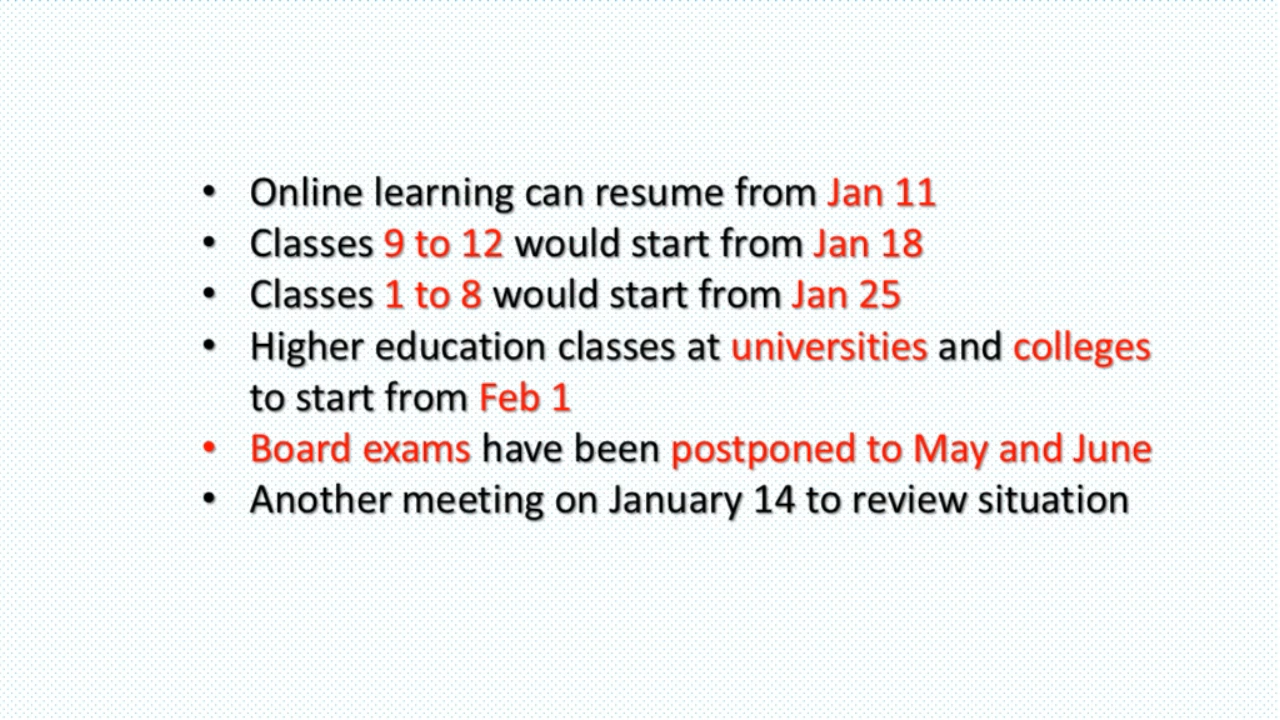 • Online learning can resume from Jan 11
• Classes 9 to 12 would start from Jan 18
• Classes 1 to 8 would start from Jan 25
• Higher education classes at universities and colleges
to start from Feb 1
• Board exams have been postponed to May and June
• Another meeting on January 14 to review situation